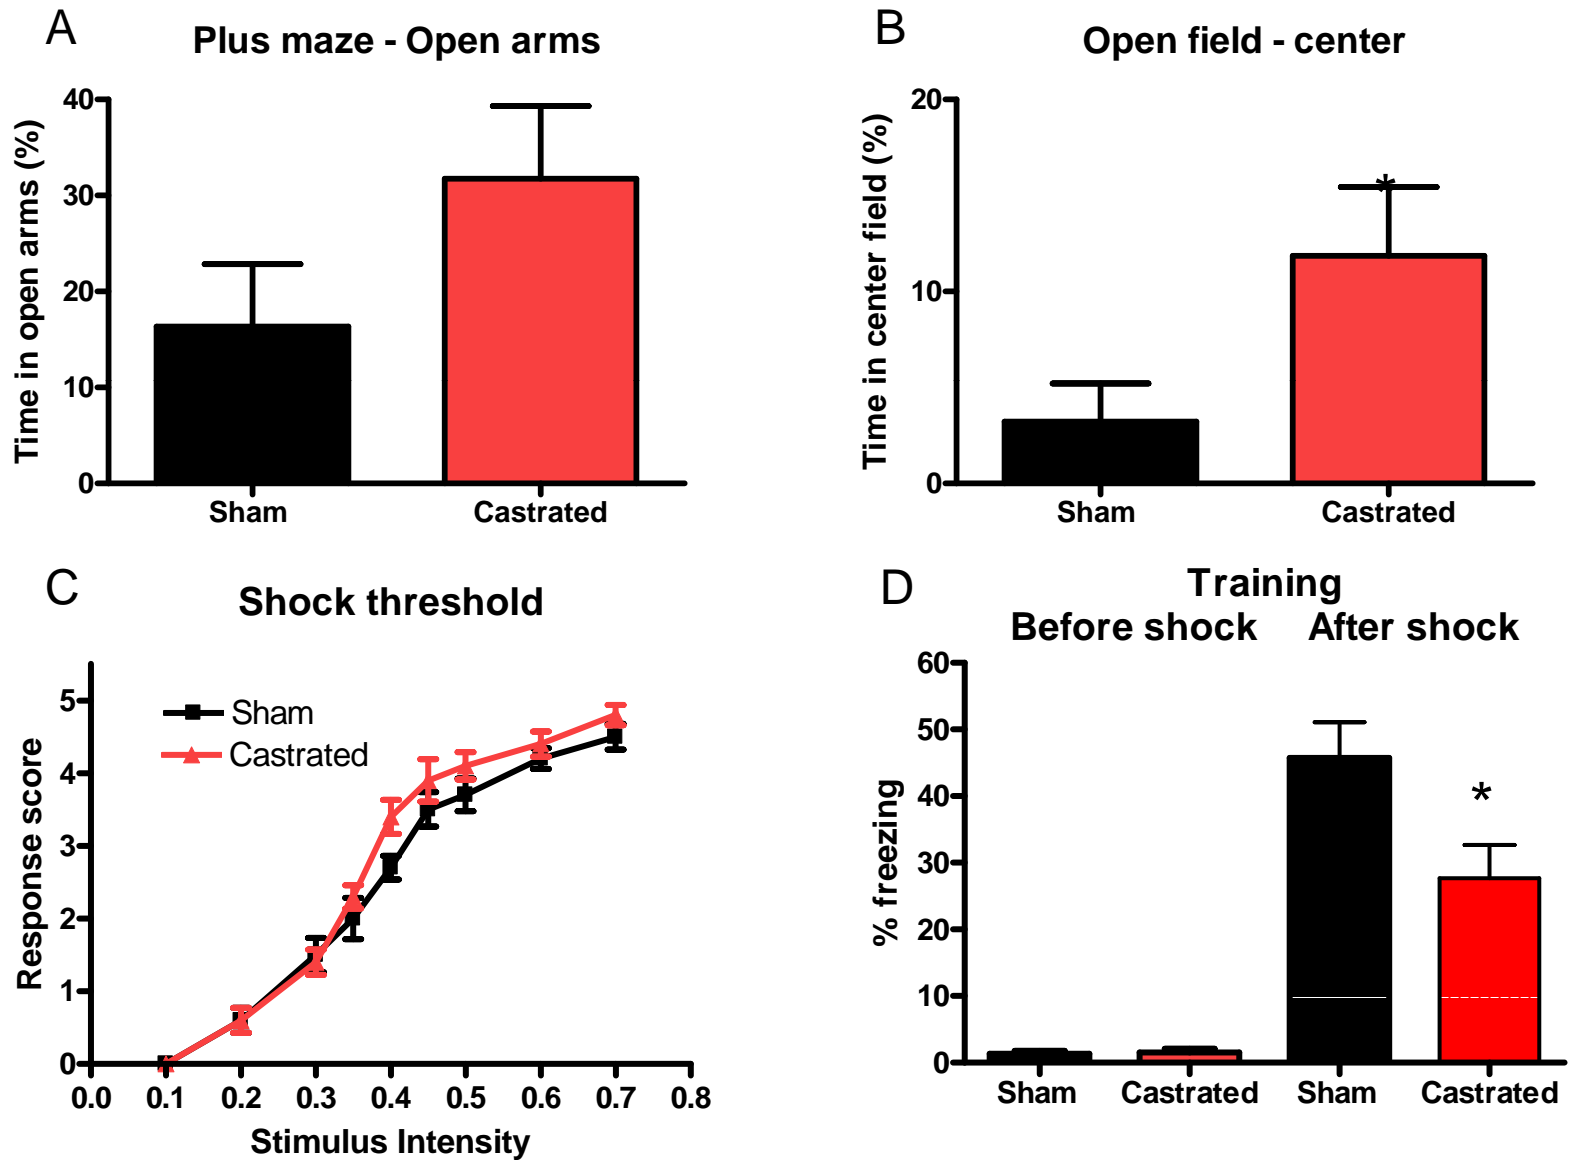 A
Plus maze - Open arms
Time in open arms (%)
40
30
20
10
0
Sham
Castrated
B
Open field - center
Time in center field (%)
20
10
0
*
Sham
Castrated
C
Shock threshold
Response score
5
4
3
2
1
0
Sham
Castrated
0.0 0.1 0.2 0.3 0.4 0.5 0.6 0.7 0.8
Stimulus Intensity
D
Training
Before shock After shock
% freezing
60
50
40
30
20
10
0
*
Sham Castrated Sham Castrated